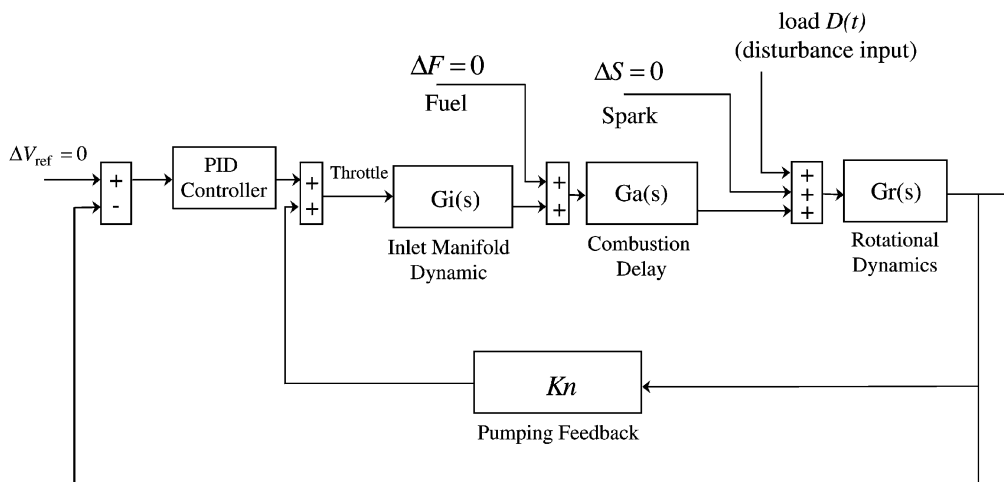 load D(t)
(disturbance input)
ΔF = 0
Fuel
ΔS = 0
Spark
ΔV_ref = 0
+
-
PID
Controller
+
+
Throttle
Gi(s)
Inlet Manifold
Dynamic
+
+
Ga(s)
Combustion
Delay
+
+
+
Gr(s)
Rotational
Dynamics
Kn
Pumping Feedback